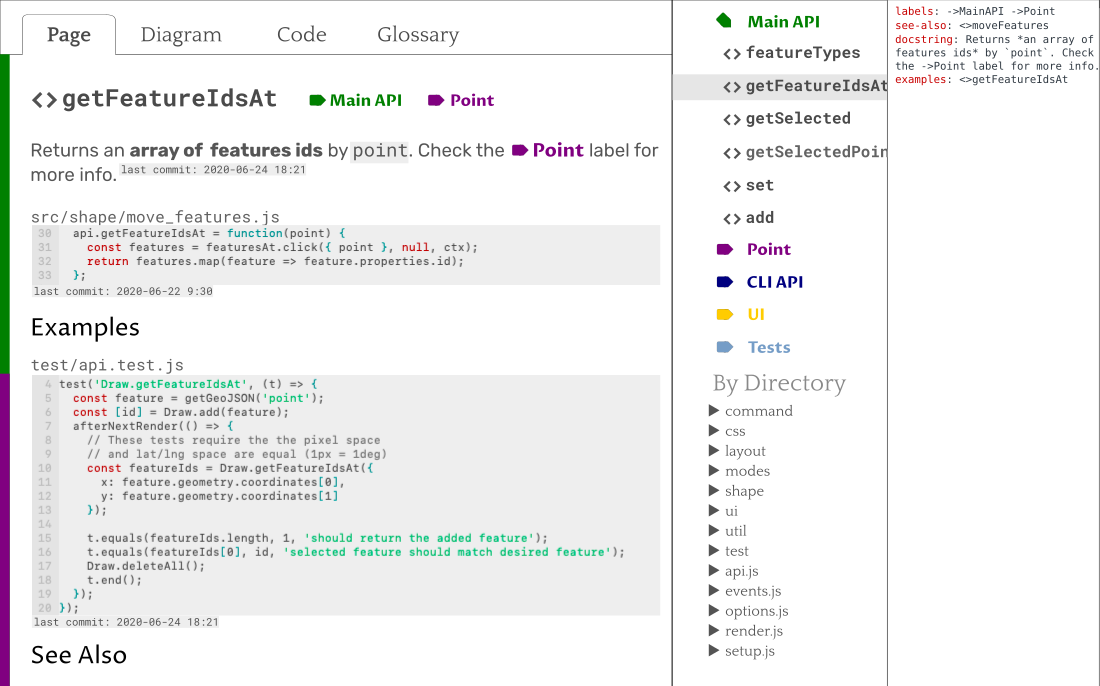 Page Diagram Code Glossary
<> getFeatureIdsAt Main API Point
Returns an array of features ids by point. Check the Point label for
more info. last commit: 2020-06-24 18:21
src/shape/move_features.js
30 api.getFeatureIdsAt = function(point) {
31 const features = featuresAt.click({ point }, null, ctx);
32 return features.map(feature => feature.properties.id);
33 };
last commit: 2020-06-22 9:30
Examples
test/api.test.js
4 test('Draw.getFeatureIdsAt', (t) => {
5 const feature = getGeoJSON('point');
6 const [id] = Draw.add(feature);
7 afterNextRender(() => {
8 // These tests require the the pixel space
9 // and lat/lng space are equal (1px = 1deg)
10 const featureIds = Draw.getFeatureIdsAt({
11 x: feature.geometry.coordinates[0],
12 y: feature.geometry.coordinates[1]
13 });
14
15 t.equals(featureIds.length, 1, 'should return the added feature');
16 t.equals(featureIds[0], id, 'selected feature should match desired feature');
17 Draw.deleteAll();
18 t.end();
19 });
20 });
last commit: 2020-06-24 18:21
See Also
Main API
<> featureTypes
<> getFeatureIdsAt
<> getSelected
<> getSelectedPoin
<> set
<> add
Point
CLI API
UI
Tests
By Directory
command
css
layout
modes
shape
ui
util
test
api.js
events.js
options.js
render.js
setup.js
labels: ->MainAPI ->Point
see-also: <>moveFeatures
docstring: Returns *an array of
features ids* by `point`. Check
the ->Point label for more info.
examples: <>getFeatureIdsAt